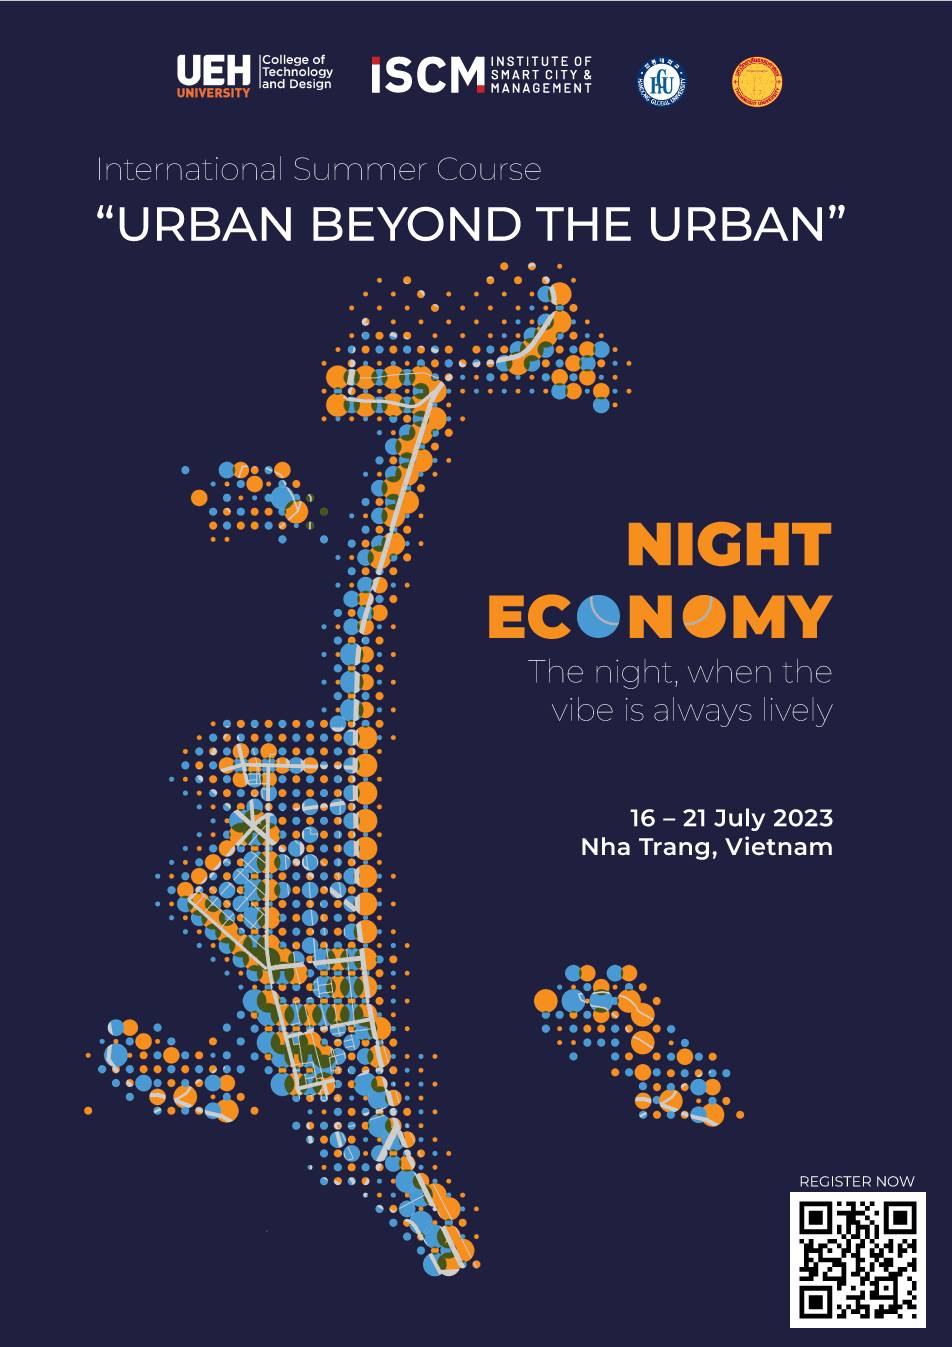 UEH
UNIVERSITY
College of
Technology
and Design
iSCM
INSTITUTE OF
SMART CITY &
MANAGEMENT
International Summer Course
“URBAN BEYOND THE URBAN”
NIGHT
ECONOMY
The night, when the
vibe is always lively
16 – 21 July 2023
Nha Trang, Vietnam
REGISTER NOW